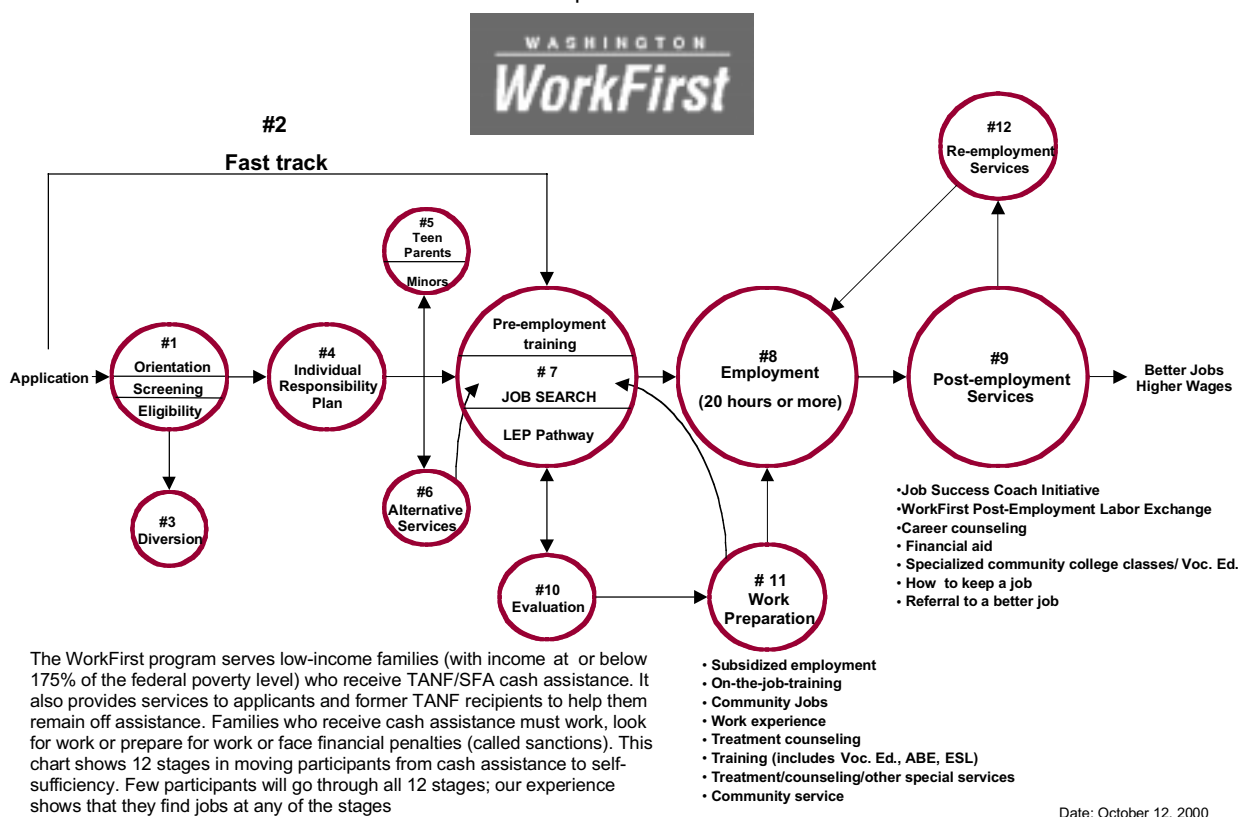 WASHINGTON
WorkFirst
#2
Fast track
#12
Re-employment
Services
#5
Teen
Parents
Minors
Application
#1
Orientation
Screening
Eligibility
#4
Individual
Responsibility
Plan
Pre-employment
training
# 7
JOB SEARCH
LEP Pathway
#8
Employment
(20 hours or more)
#9
Post-employment
Services
Better Jobs
Higher Wages
#3
Diversion
#6
Alternative
Services
#10
Evaluation
# 11
Work
Preparation
•Job Success Coach Initiative
•WorkFirst Post-Employment Labor Exchange
•Career counseling
• Financial aid
• Specialized community college classes/ Voc. Ed.
• How to keep a job
• Referral to a better job
• Subsidized employment
• On-the-job-training
• Community Jobs
• Work experience
• Treatment counseling
• Training (includes Voc. Ed., ABE, ESL)
• Treatment/counseling/other special services
• Community service
The WorkFirst program serves low-income families (with income at or below
175% of the federal poverty level) who receive TANF/SFA cash assistance. It
also provides services to applicants and former TANF recipients to help them
remain off assistance. Families who receive cash assistance must work, look
for work or prepare for work or face financial penalties (called sanctions). This
chart shows 12 stages in moving participants from cash assistance to self-
sufficiency. Few participants will go through all 12 stages; our experience
shows that they find jobs at any of the stages
Date: October 12, 2000